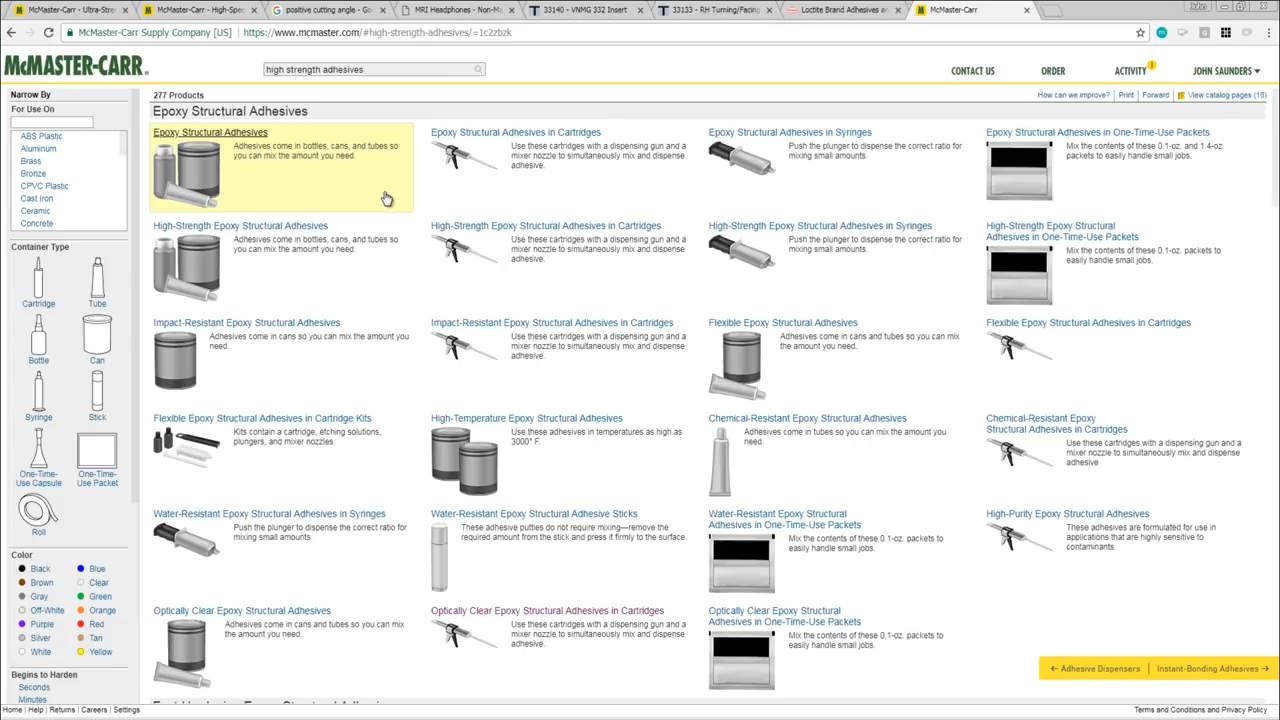 McMaster-Carr - Ultra-Stre
McMaster-Carr - High-Spe
positive cutting angle - Go
MRI Headphones - Non-Ma
33140 - VNMG 332 Insert
33133 - RH Turning/Facing
Loctite Brand Adhesives an
McMaster-Carr
John
McMaster-Carr Supply Company [US]
https://www.mcmaster.com/#high-strength-adhesives/=1c2zbzk
McMASTER-CARR
high strength adhesives
CONTACT US
ORDER
ACTIVITY
1
JOHN SAUNDERS
Narrow By
For Use On
ABS Plastic
Aluminum
Brass
Bronze
CPVC Plastic
Cast Iron
Ceramic
Concrete
Container Type
Cartridge
Tube
Bottle
Can
Syringe
Stick
One-Time-
Use Capsule
One-Time-
Use Packet
Roll
Color
Black
Blue
Brown
Clear
Gray
Green
Off-White
Orange
Purple
Red
Silver
Tan
White
Yellow
Begins to Harden
Seconds
Minutes
277 Products
How can we improve?
Print
Forward
View catalog pages (18)
Epoxy Structural Adhesives
Epoxy Structural Adhesives
Adhesives come in bottles, cans, and tubes so
you can mix the amount you need.
Epoxy Structural Adhesives in Cartridges
Use these cartridges with a dispensing gun and a
mixer nozzle to simultaneously mix and dispense
adhesive.
Epoxy Structural Adhesives in Syringes
Push the plunger to dispense the correct ratio for
mixing small amounts.
Epoxy Structural Adhesives in One-Time-Use Packets
Mix the contents of these 0.1-oz. and 1.4-oz.
packets to easily handle small jobs.
High-Strength Epoxy Structural Adhesives
Adhesives come in bottles, cans, and tubes so
you can mix the amount you need.
High-Strength Epoxy Structural Adhesives in Cartridges
Use these cartridges with a dispensing gun and a
mixer nozzle to simultaneously mix and dispense
adhesive.
High-Strength Epoxy Structural Adhesives in Syringes
Push the plunger to dispense the correct ratio for
mixing small amounts.
High-Strength Epoxy Structural
Adhesives in One-Time-Use Packets
Mix the contents of these 0.1-oz. packets to
easily handle small jobs.
Impact-Resistant Epoxy Structural Adhesives
Adhesives come in cans so you can mix the amount you
need.
Impact-Resistant Epoxy Structural Adhesives in Cartridges
Use these cartridges with a dispensing gun and a
mixer nozzle to simultaneously mix and dispense
adhesive.
Flexible Epoxy Structural Adhesives
Adhesives come in cans and tubes so you can mix
the amount you need.
Flexible Epoxy Structural Adhesives in Cartridges
Flexible Epoxy Structural Adhesives in Cartridge Kits
Kits contain a cartridge, etching solutions,
plungers, and mixer nozzles.
High-Temperature Epoxy Structural Adhesives
Use these adhesives in temperatures as high as
3000° F.
Chemical-Resistant Epoxy Structural Adhesives
Adhesives come in tubes so you can mix the amount you
need.
Chemical-Resistant Epoxy
Structural Adhesives in Cartridges
Use these cartridges with a dispensing gun and a
mixer nozzle to simultaneously mix and dispense
adhesive
Water-Resistant Epoxy Structural Adhesives in Syringes
Push the plunger to dispense the correct ratio for
mixing small amounts.
Water-Resistant Epoxy Structural Adhesive Sticks
These adhesive putties do not require mixing—remove the
required amount from the stick and press it firmly to the surface.
Water-Resistant Epoxy Structural
Adhesives in One-Time-Use Packets
Mix the contents of these 0.1-oz. packets to
easily handle small jobs.
High-Purity Epoxy Structural Adhesives
These adhesives are formulated for use in
applications that are highly sensitive to
contaminants.
Optically Clear Epoxy Structural Adhesives
Adhesives come in cans and tubes so you can mix
the amount you need.
Optically Clear Epoxy Structural Adhesives in Cartridges
Use these cartridges with a dispensing gun and a
mixer nozzle to simultaneously mix and dispense
adhesive.
Optically Clear Epoxy Structural
Adhesives in One-Time-Use Packets
Mix the contents of these 0.1-oz. packets to
easily handle small jobs.
Adhesive Dispensers
Instant-Bonding Adhesives
Home | Help | Returns | Careers | Settings
Terms and Conditions and Privacy Policy